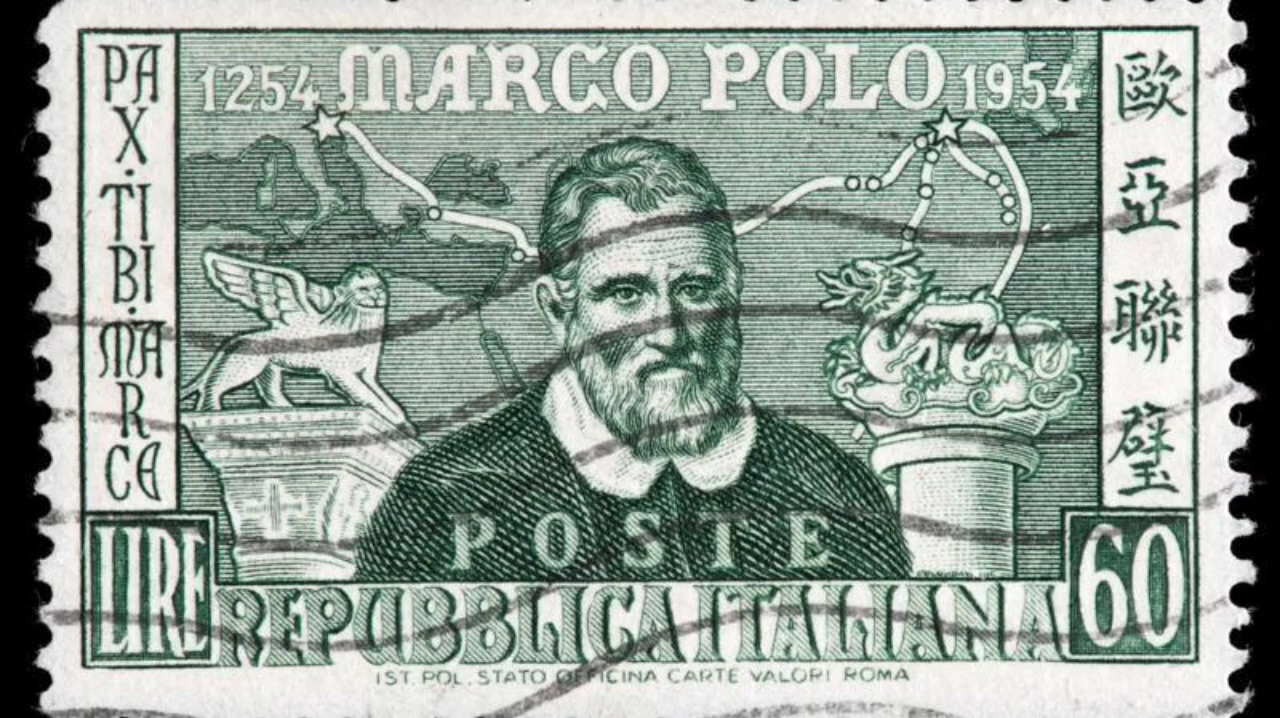 PAX·TIBI·MARCE
1254 MARCO POLO 1954
歐亞聯璧
POSTE
LIRE
REPUBBLICA ITALIANA
60
IST. POL. STATO OFFICINA CARTE VALORI ROMA